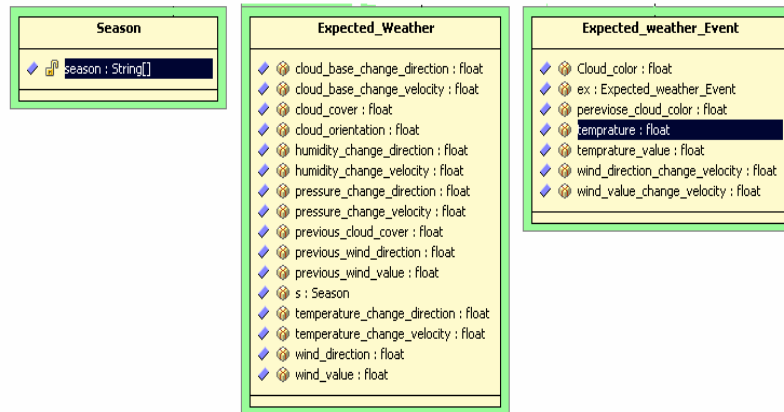 Season
season : String[]
Expected_Weather
cloud_base_change_direction : float
cloud_base_change_velocity : float
cloud_cover : float
cloud_orientation : float
humidity_change_direction : float
humidity_change_velocity : float
pressure_change_direction : float
pressure_change_velocity : float
previous_cloud_cover : float
previous_wind_direction : float
previous_wind_value : float
s : Season
temperature_change_direction : float
temperature_change_velocity : float
wind_direction : float
wind_value : float
Expected_weather_Event
Cloud_color : float
ex : Expected_weather_Event
pereviose_cloud_color : float
temprature : float
temprature_value : float
wind_direction_change_velocity : float
wind_value_change_velocity : float